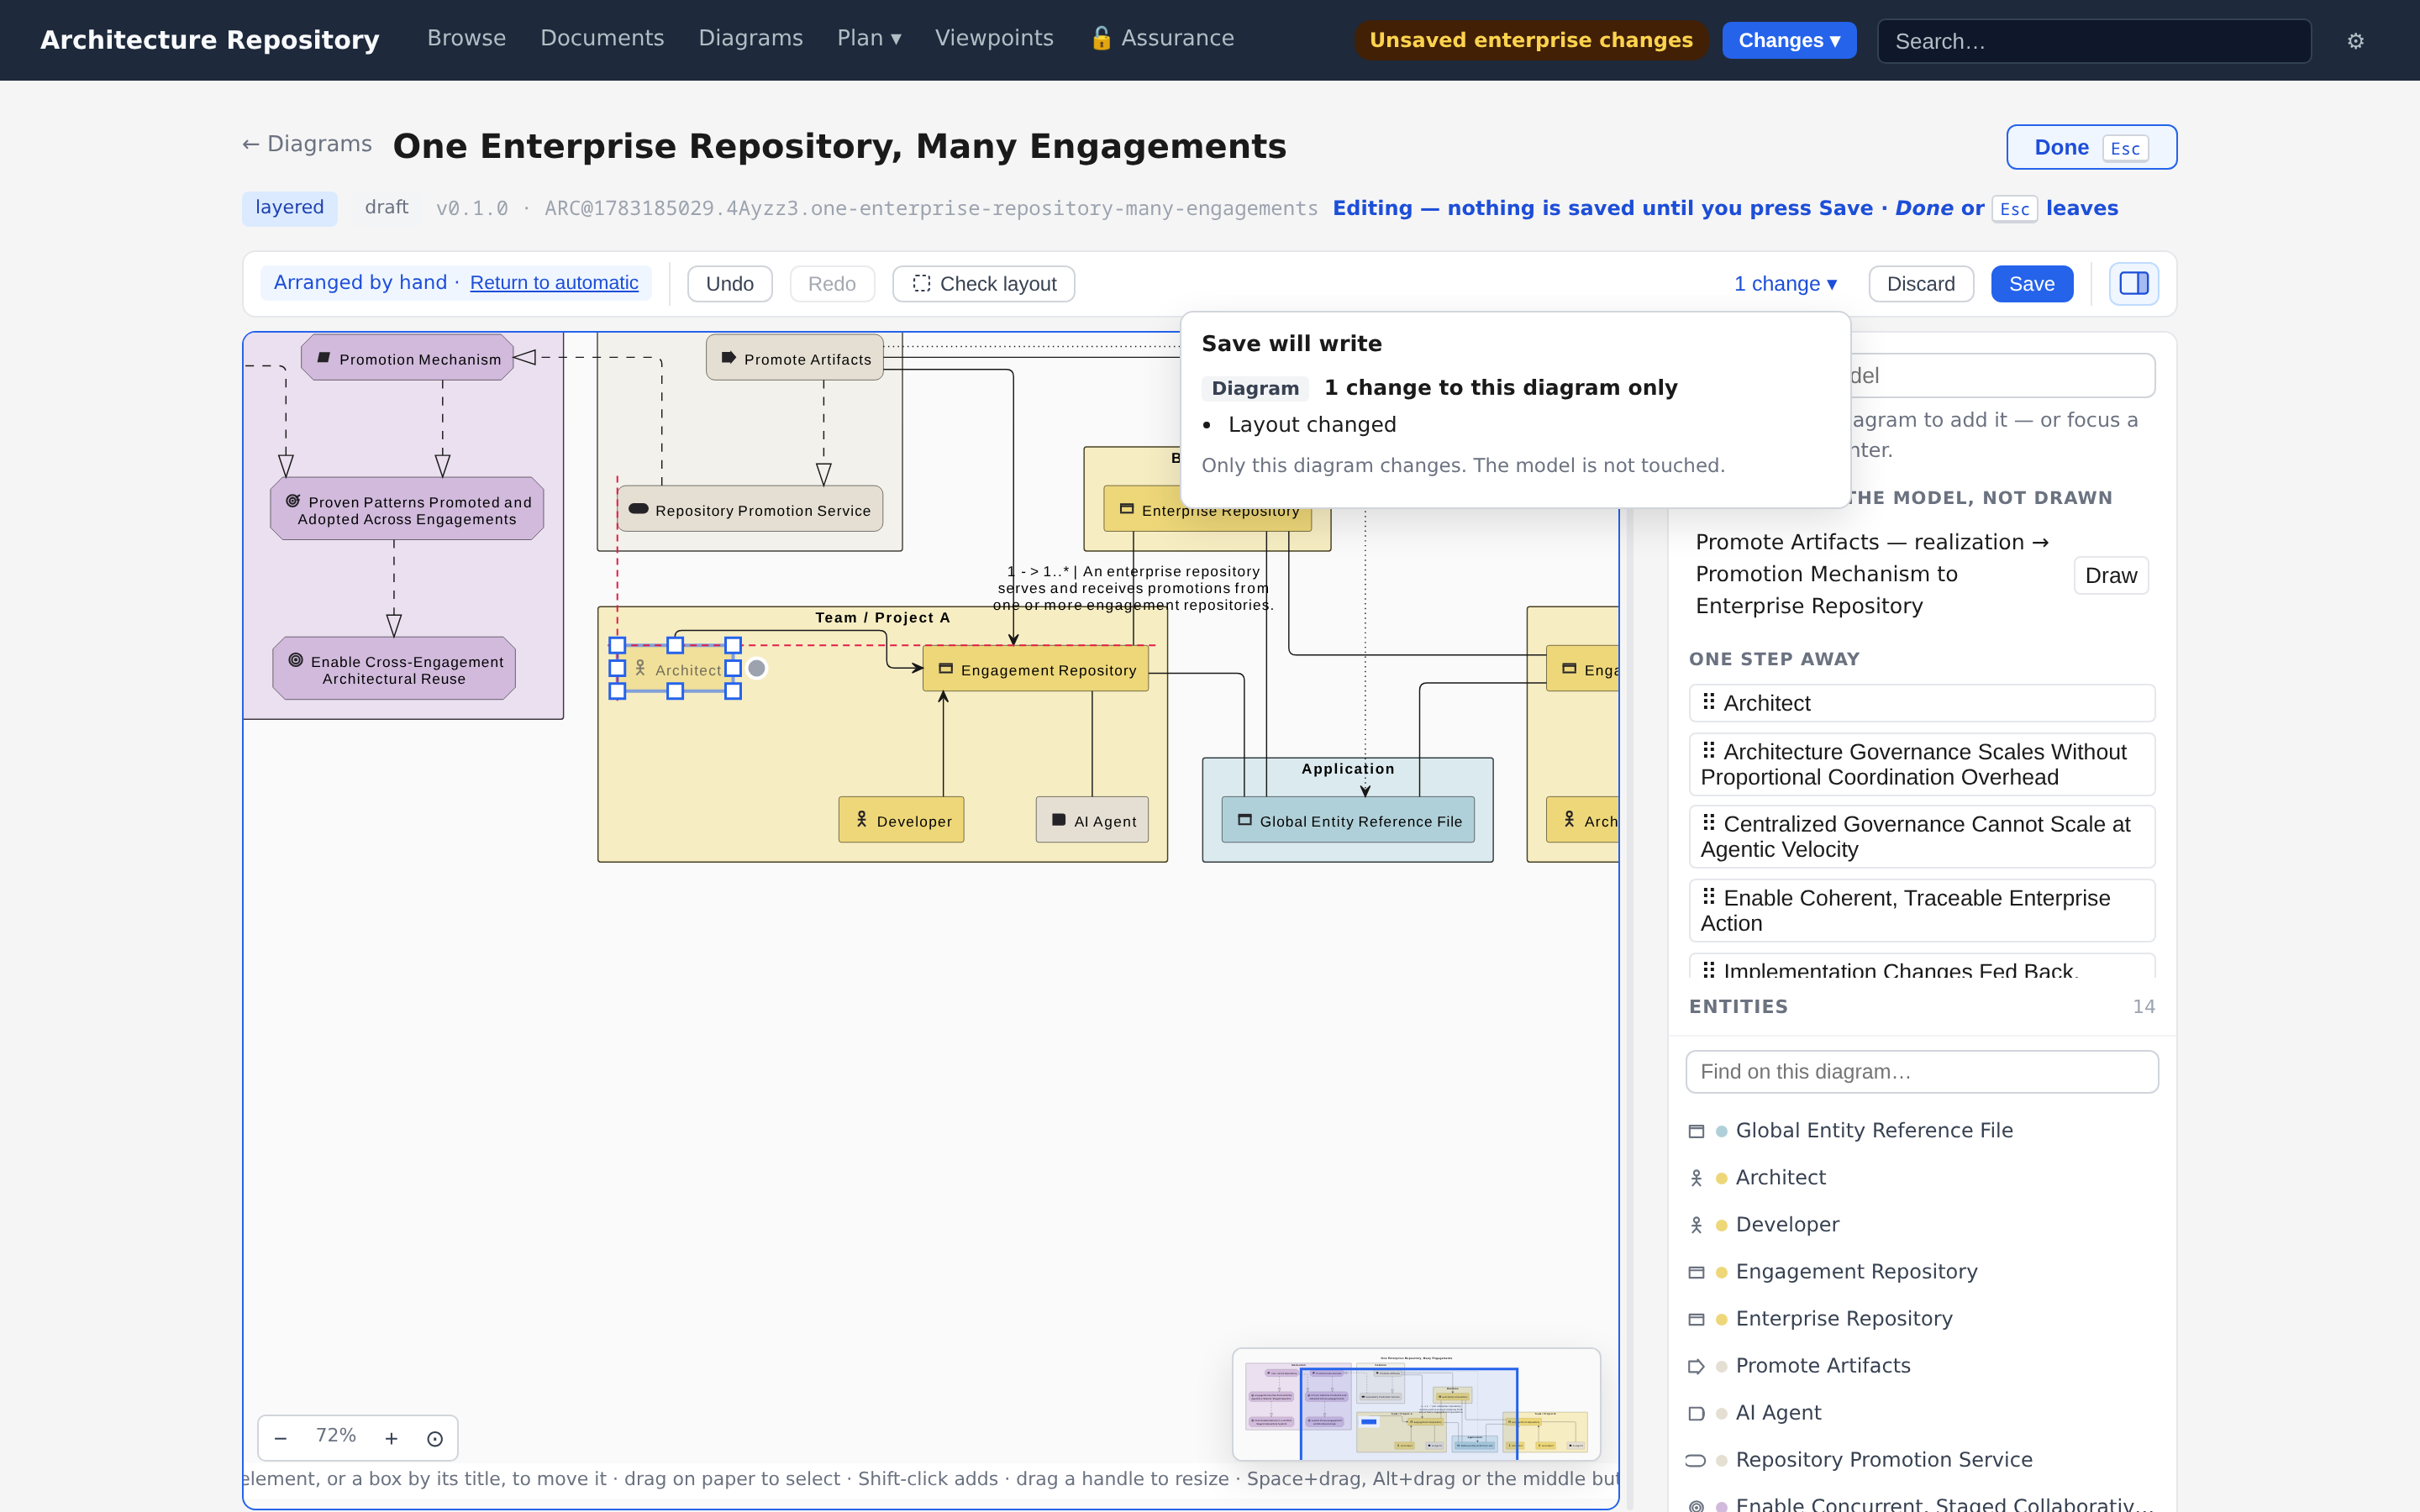 Architecture Repository
Browse
Documents
Diagrams
Plan ▾
Viewpoints
🔓 Assurance
Unsaved enterprise changes
Changes ▾
Search…
← Diagrams
One Enterprise Repository, Many Engagements
Done Esc
layered
draft
v0.1.0 · ARC@1783185029.4Ayzz3.one-enterprise-repository-many-engagements
Editing — nothing is saved until you press Save · Done or Esc leaves
Arranged by hand · Return to automatic
Undo
Redo
Check layout
1 change ▾
Discard
Save
Save will write
Diagram 1 change to this diagram only
• Layout changed
Only this diagram changes. The model is not touched.
Promotion Mechanism
Promote Artifacts
Proven Patterns Promoted and
Adopted Across Engagements
Repository Promotion Service
B
Enterprise Repository
1 - > 1..* | An enterprise repository
serves and receives promotions from
one or more engagement repositories.
Team / Project A
Enable Cross-Engagement
Architectural Reuse
Architect
Engagement Repository
Enga
Application
Developer
AI Agent
Global Entity Reference File
Arch
del
agram to add it — or focus a
nter.
THE MODEL, NOT DRAWN
Promote Artifacts — realization →
Promotion Mechanism to
Enterprise Repository
Draw
ONE STEP AWAY
Architect
Architecture Governance Scales Without
Proportional Coordination Overhead
Centralized Governance Cannot Scale at
Agentic Velocity
Enable Coherent, Traceable Enterprise
Action
Implementation Changes Fed Back,
ENTITIES 14
Find on this diagram…
Global Entity Reference File
Architect
Developer
Engagement Repository
Enterprise Repository
Promote Artifacts
AI Agent
Repository Promotion Service
Enable Concurrent, Staged Collaborativ…
− 72% +
element, or a box by its title, to move it · drag on paper to select · Shift-click adds · drag a handle to resize · Space+drag, Alt+drag or the middle but